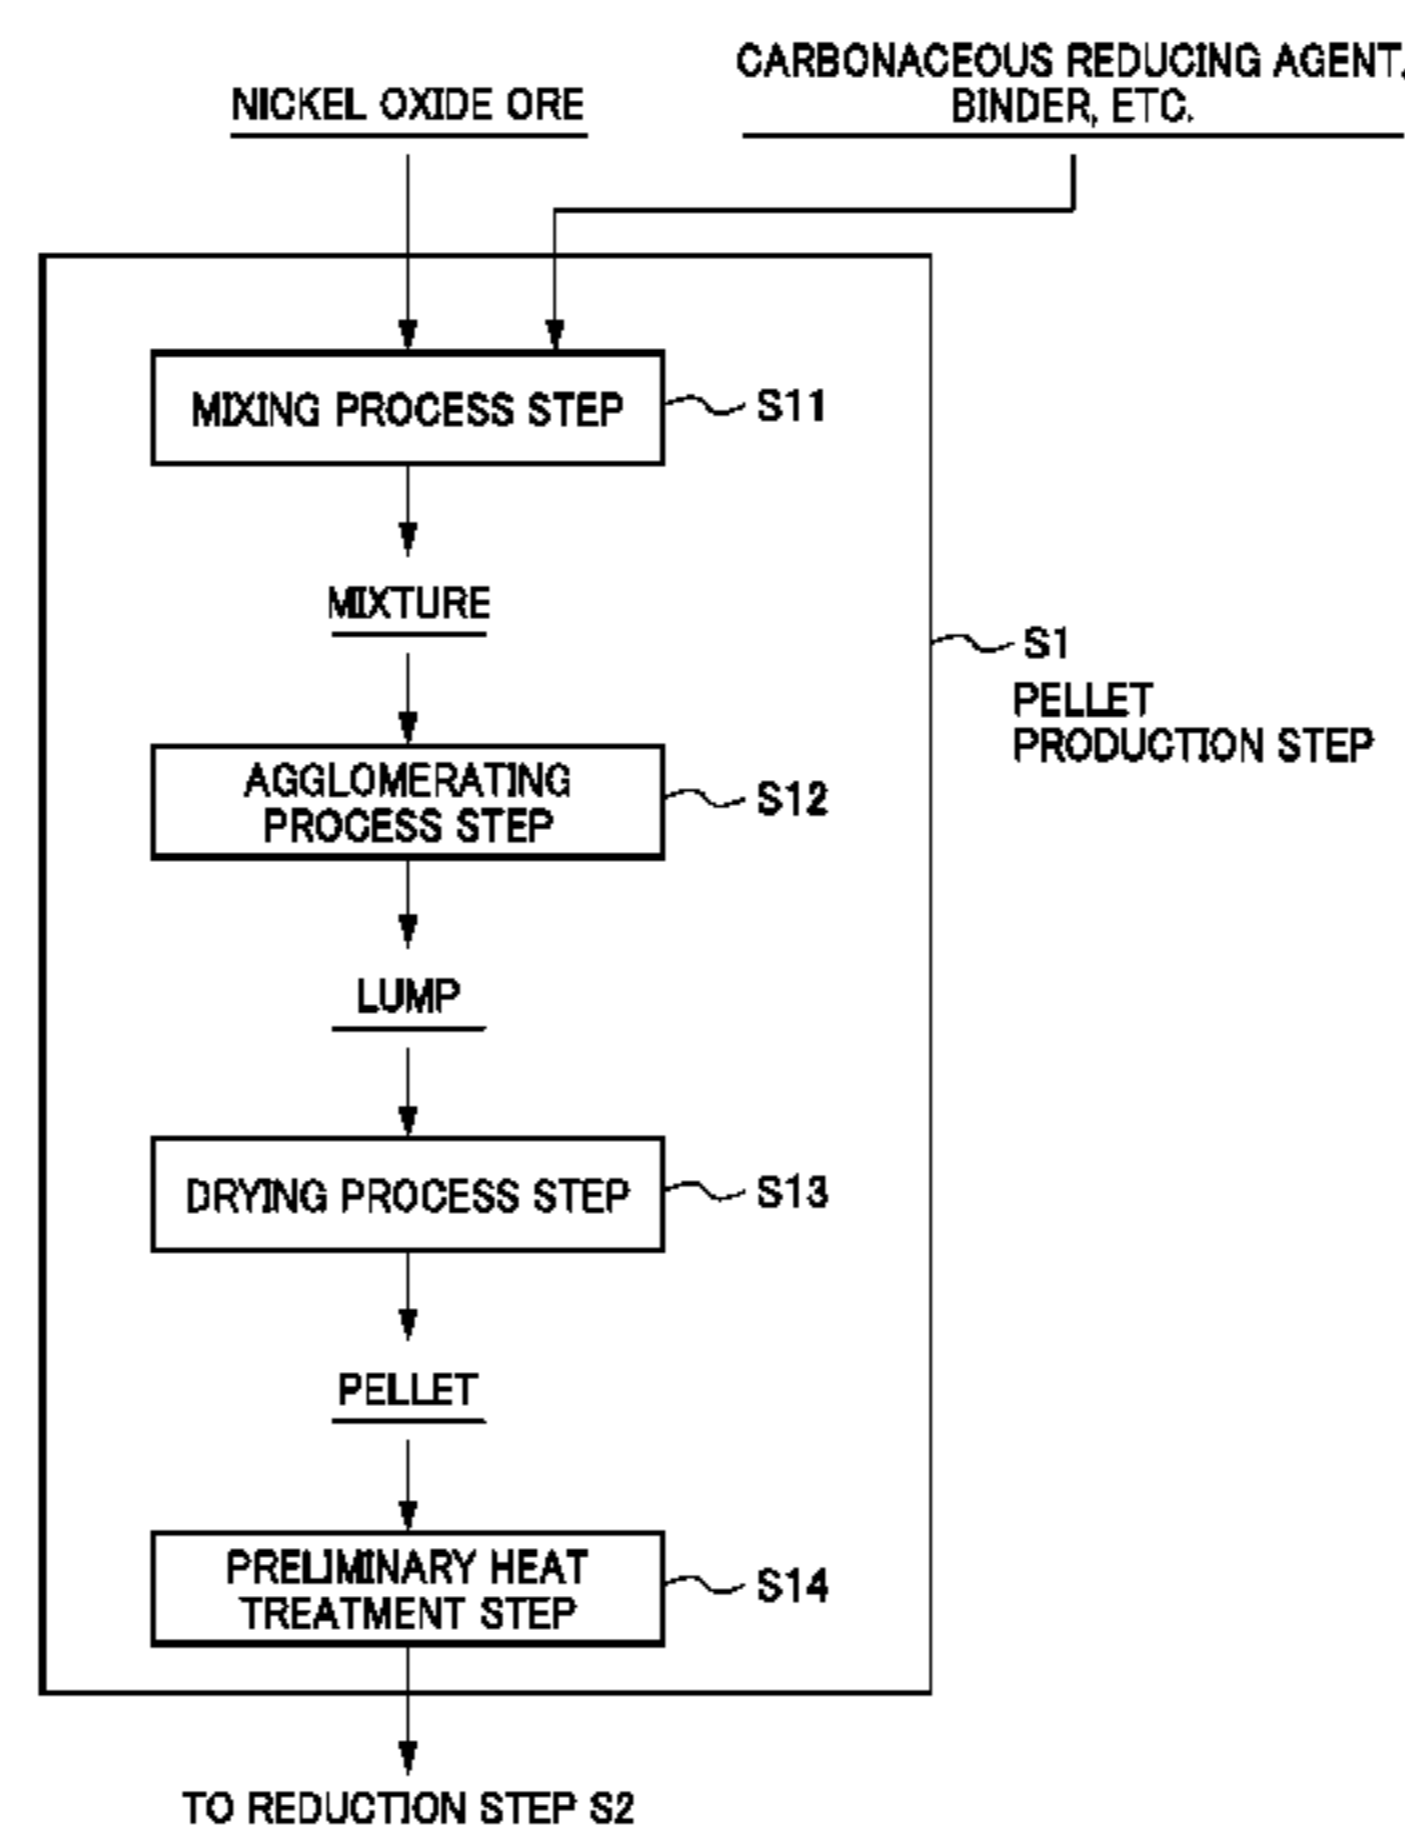 NICKEL OXIDE ORE
CARBONACEOUS REDUCING AGENT,
BINDER, ETC.
MIXING PROCESS STEP
S11
MIXTURE
S1
PELLET
PRODUCTION STEP
AGGLOMERATING
PROCESS STEP
S12
LUMP
DRYING PROCESS STEP
S13
PELLET
PRELIMINARY HEAT
TREATMENT STEP
S14
TO REDUCTION STEP S2